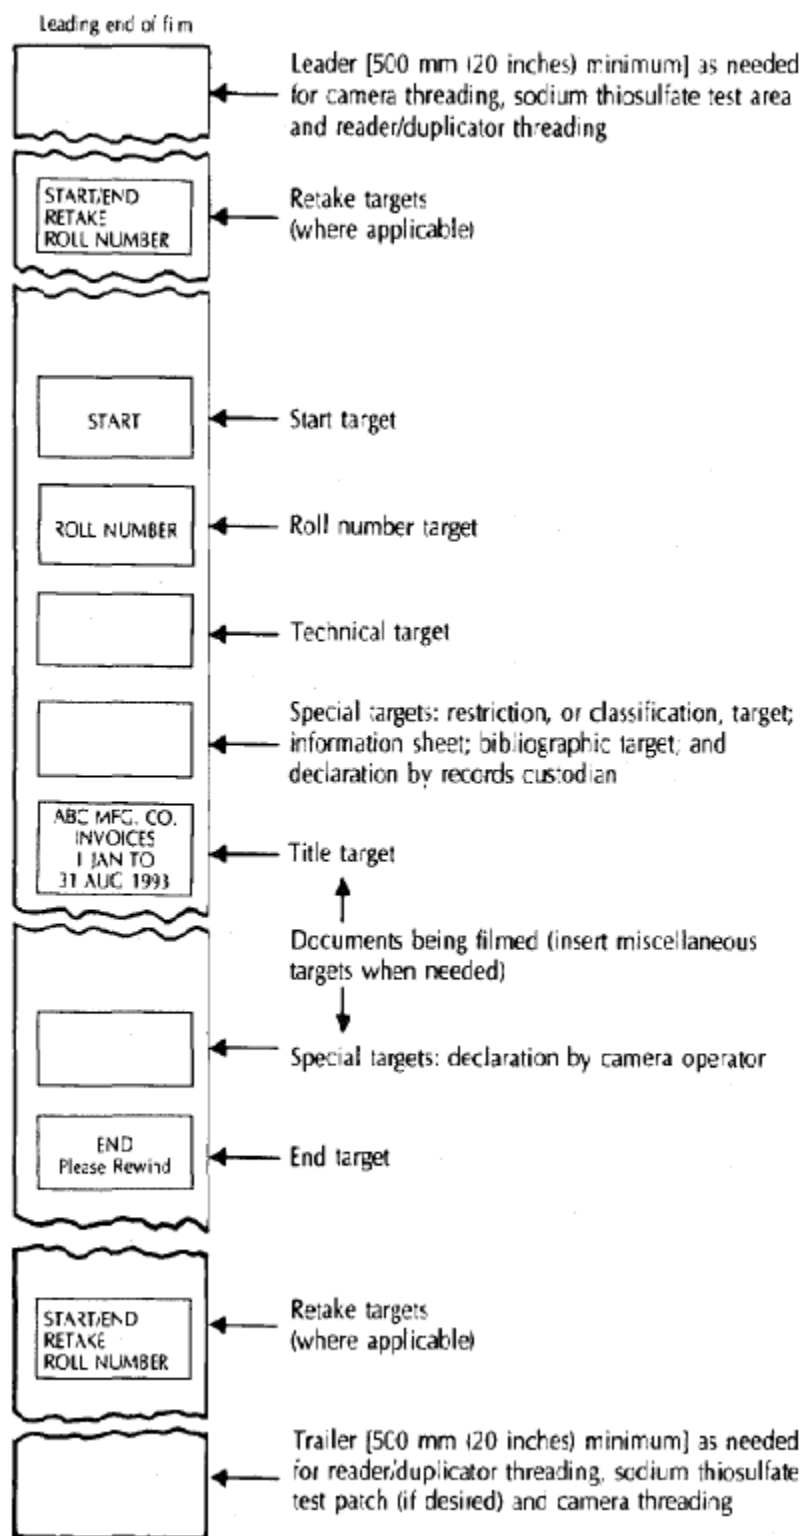 Leading end of film
Leader [500 mm (20 inches) minimum] as needed
for camera threading, sodium thiosulfate test area
and reader/duplicator threading
START/END
RETAKE
ROLL NUMBER
Retake targets
(where applicable)
START
Start target
ROLL NUMBER
Roll number target
Technical target
Special targets: restriction, or classification, target;
information sheet; bibliographic target; and
declaration by records custodian
ABC MFG. CO.
INVOICES
1 JAN TO
31 AUG 1993
Title target
Documents being filmed (insert miscellaneous
targets when needed)
Special targets: declaration by camera operator
END
Please Rewind
End target
START/END
RETAKE
ROLL NUMBER
Retake targets
(where applicable)
Trailer [500 mm (20 inches) minimum] as needed
for reader/duplicator threading, sodium thiosulfate
test patch (if desired) and camera threading